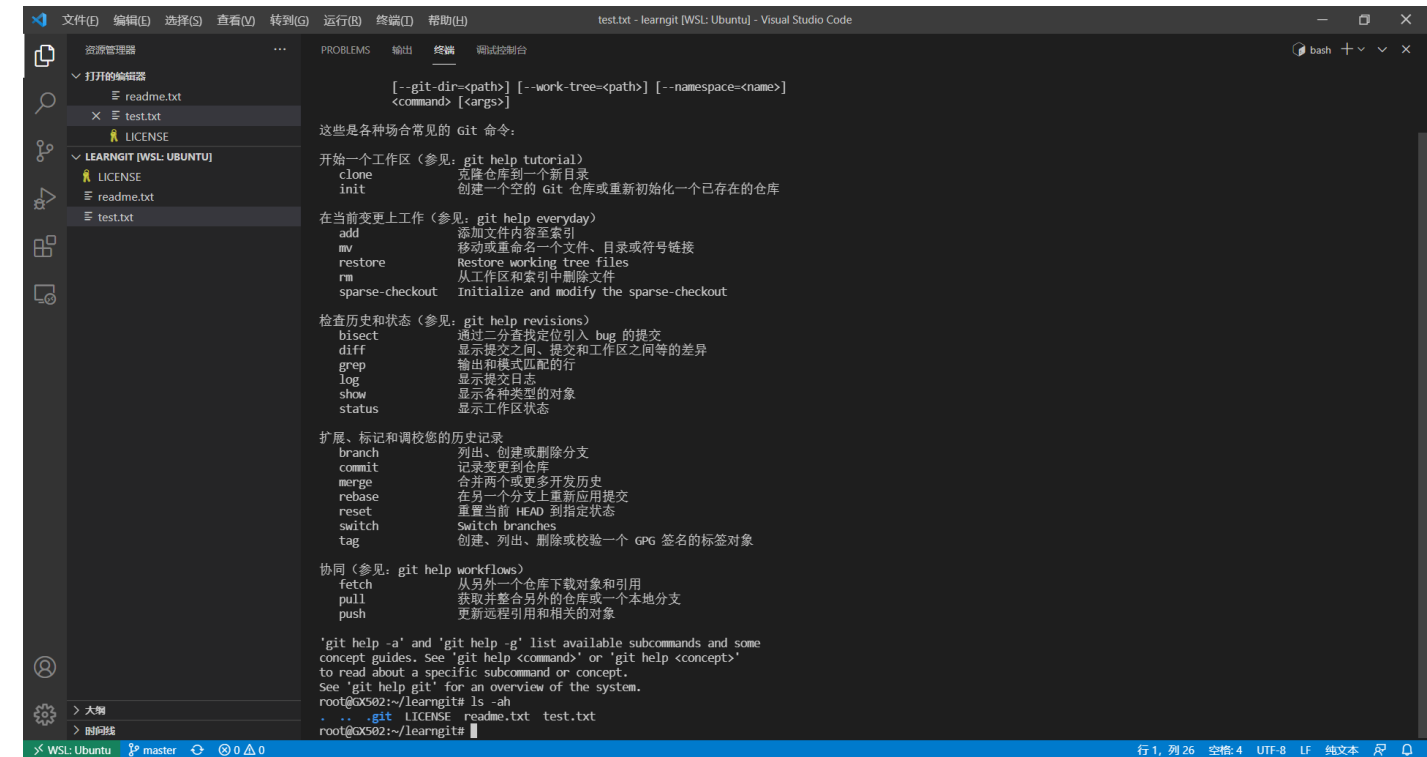 文件(F) 编辑(E) 选择(S) 查看(V) 转到(G) 运行(R) 终端(T) 帮助(H) test.txt - learngit [WSL: Ubuntu] - Visual Studio Code
资源管理器 ···
打开的编辑器
readme.txt
test.txt
LICENSE
LEARNGIT [WSL: UBUNTU]
LICENSE
readme.txt
test.txt
大纲
时间线
PROBLEMS 输出 终端 调试控制台 bash
[--git-dir=<path>] [--work-tree=<path>] [--namespace=<name>]
<command> [<args>]
这些是各种场合常见的 Git 命令:
开始一个工作区(参见:git help tutorial)
clone 克隆仓库到一个新目录
init 创建一个空的 Git 仓库或重新初始化一个已存在的仓库
在当前变更上工作(参见:git help everyday)
add 添加文件内容至索引
mv 移动或重命名一个文件、目录或符号链接
restore Restore working tree files
rm 从工作区和索引中删除文件
sparse-checkout Initialize and modify the sparse-checkout
检查历史和状态(参见:git help revisions)
bisect 通过二分查找定位引入 bug 的提交
diff 显示提交之间、提交和工作区之间等的差异
grep 输出和模式匹配的行
log 显示提交日志
show 显示各种类型的对象
status 显示工作区状态
扩展、标记和调校您的历史记录
branch 列出、创建或删除分支
commit 记录变更到仓库
merge 合并两个或更多开发历史
rebase 在另一个分支上重新应用提交
reset 重置当前 HEAD 到指定状态
switch Switch branches
tag 创建、列出、删除或校验一个 GPG 签名的标签对象
协同(参见:git help workflows)
fetch 从另外一个仓库下载对象和引用
pull 获取并整合另外的仓库或一个本地分支
push 更新远程引用和相关的对象
'git help -a' and 'git help -g' list available subcommands and some
concept guides. See 'git help <command>' or 'git help <concept>'
to read about a specific subcommand or concept.
See 'git help git' for an overview of the system.
root@GX502:~/learngit# ls -ah
. .. .git LICENSE readme.txt test.txt
root@GX502:~/learngit#
WSL: Ubuntu master 0 0 行 1, 列 26 空格: 4 UTF-8 LF 纯文本